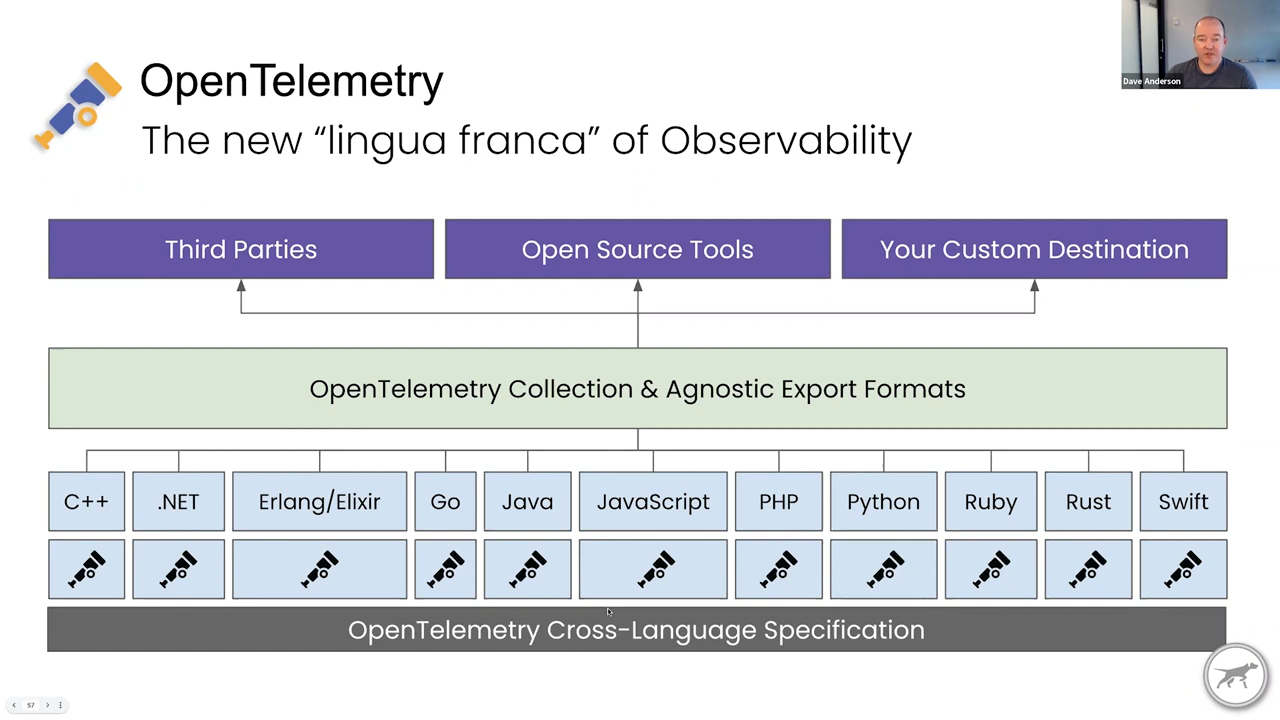 Dave Anderson
OpenTelemetry
The new “lingua franca” of Observability
Third Parties
Open Source Tools
Your Custom Destination
OpenTelemetry Collection & Agnostic Export Formats
C++
.NET
Erlang/Elixir
Go
Java
JavaScript
PHP
Python
Ruby
Rust
Swift
OpenTelemetry Cross-Language Specification
57